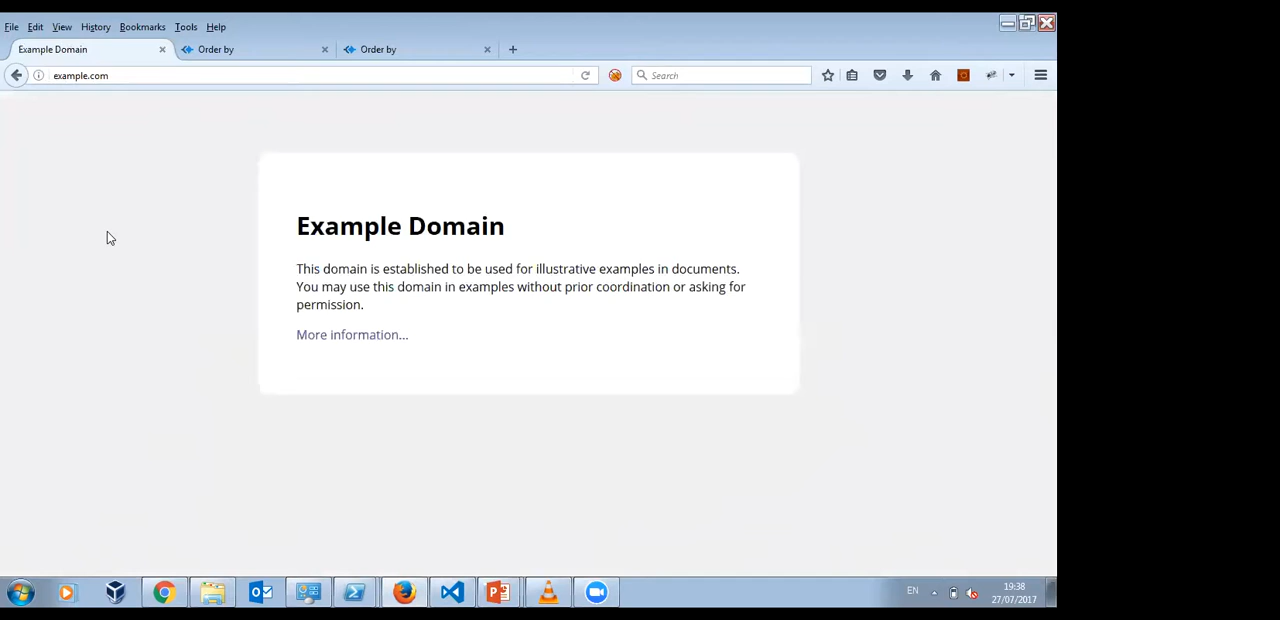 File Edit View History Bookmarks Tools Help
Example Domain Order by Order by
example.com Search
Example Domain
This domain is established to be used for illustrative examples in documents.
You may use this domain in examples without prior coordination or asking for
permission.
More information...
EN 19:38
27/07/2017